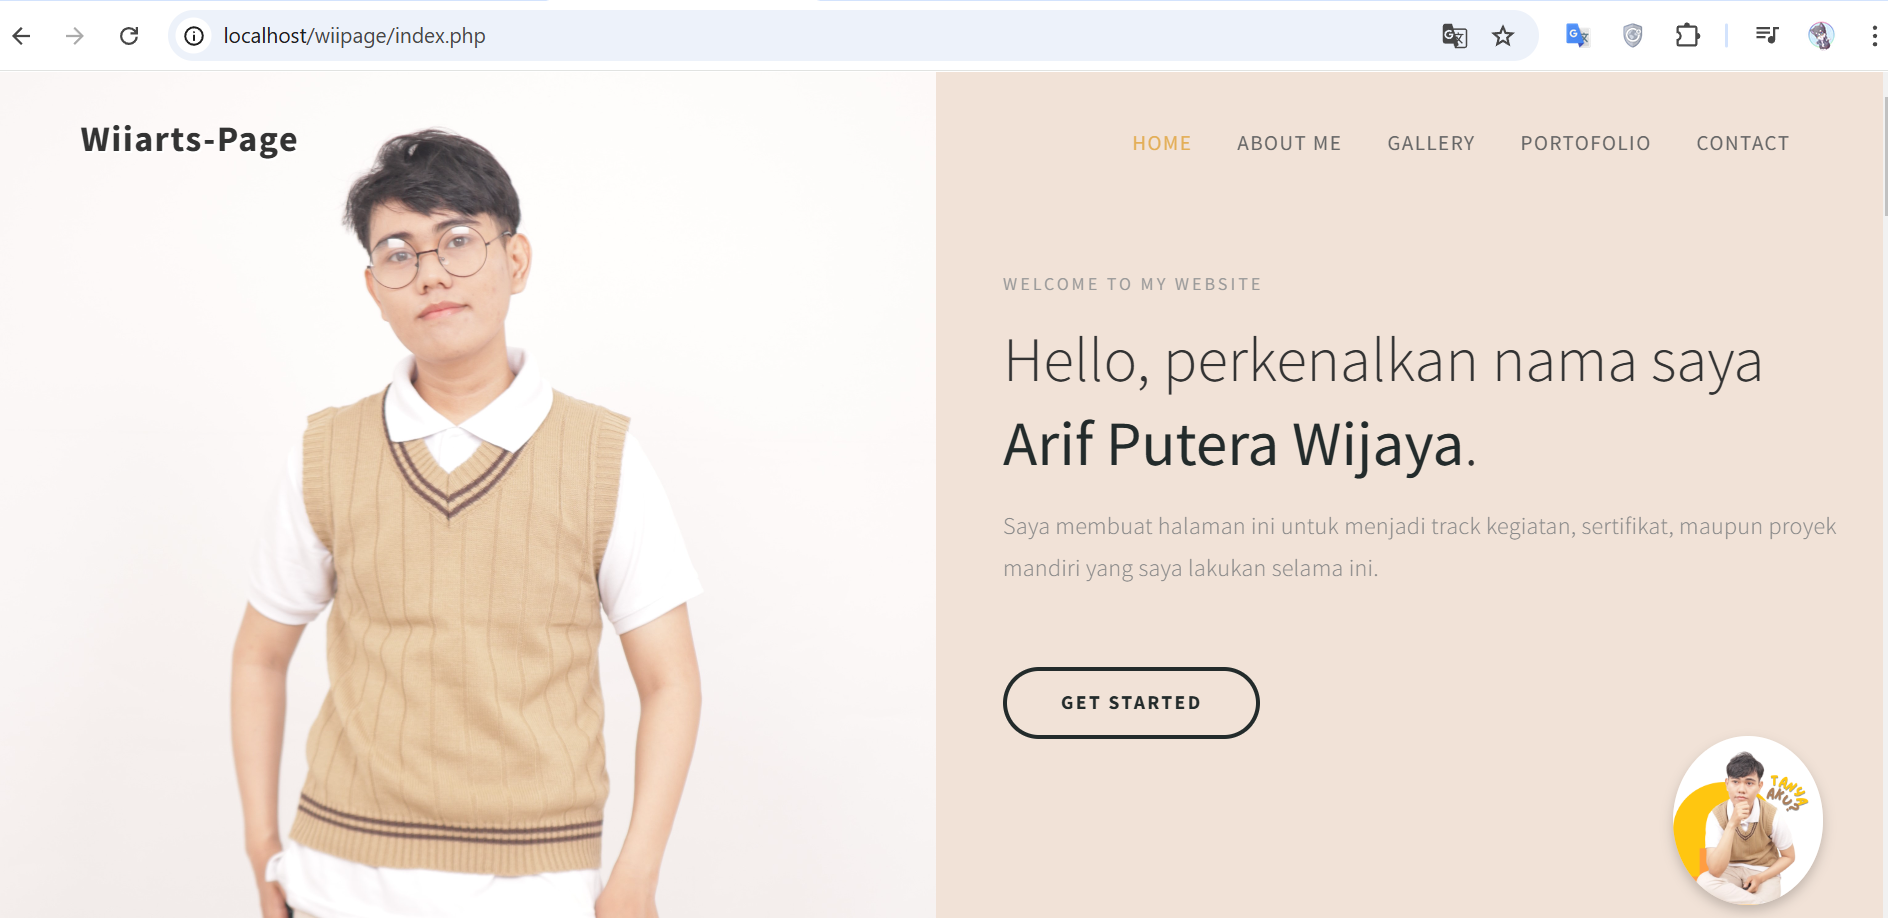 localhost/wiipage/index.php
Wiiarts-Page
HOME ABOUT ME GALLERY PORTOFOLIO CONTACT
WELCOME TO MY WEBSITE
Hello, perkenalkan nama saya
Arif Putera Wijaya.
Saya membuat halaman ini untuk menjadi track kegiatan, sertifikat, maupun proyek
mandiri yang saya lakukan selama ini.
GET STARTED
TANYA
AKU?